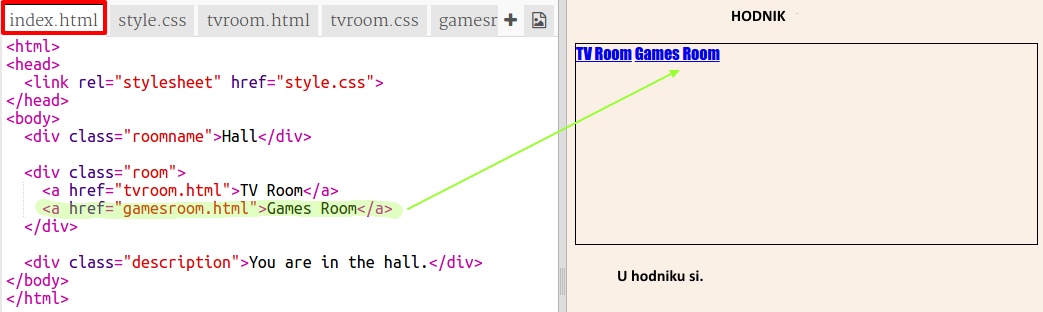 index.html style.css tvroom.html tvroom.css gamesr +
<html>
<head>
<link rel="stylesheet" href="style.css">
</head>
<body>
<div class="roomname">Hall</div>
<div class="room">
<a href="tvroom.html">TV Room</a>
<a href="gamesroom.html">Games Room</a>
</div>
<div class="description">You are in the hall.</div>
</body>
</html>
HODNIK
TV Room Games Room
U hodniku si.